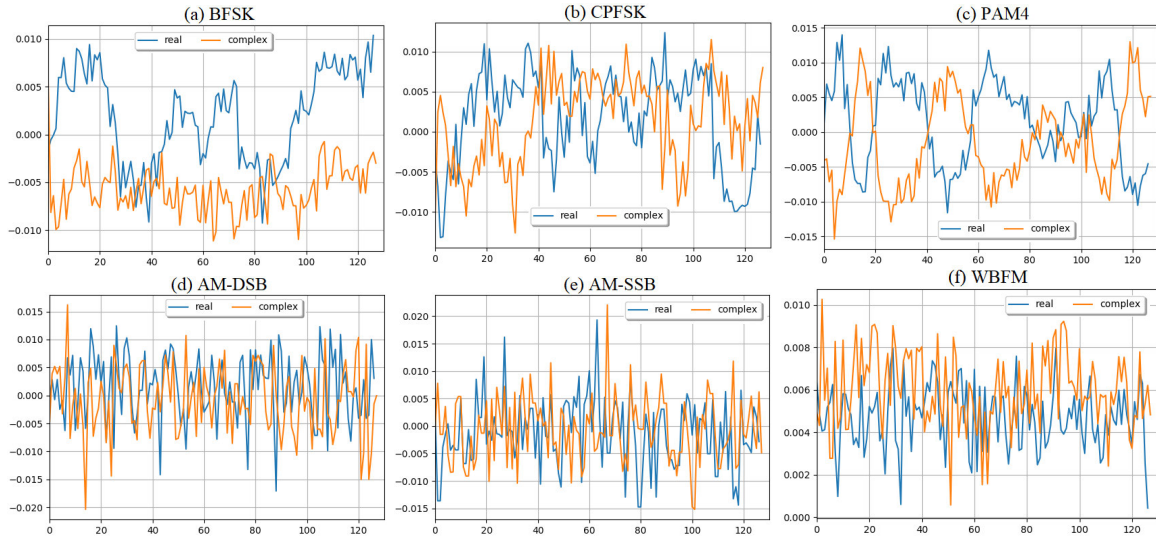 (a) BFSK
real complex
0.010
0.005
0.000
−0.005
−0.010
0 20 40 60 80 100 120
(b) CPFSK
0.010
0.005
0.000
−0.005
−0.010
real complex
0 20 40 60 80 100 120
(c) PAM4
0.015
0.010
0.005
0.000
−0.005
−0.010
−0.015
real complex
0 20 40 60 80 100 120
(d) AM-DSB
real complex
0.015
0.010
0.005
0.000
−0.005
−0.010
−0.015
−0.020
0 20 40 60 80 100 120
(e) AM-SSB
real complex
0.020
0.015
0.010
0.005
0.000
−0.005
−0.010
−0.015
0 20 40 60 80 100 120
(f) WBFM
real complex
0.010
0.008
0.006
0.004
0.002
0.000
0 20 40 60 80 100 120